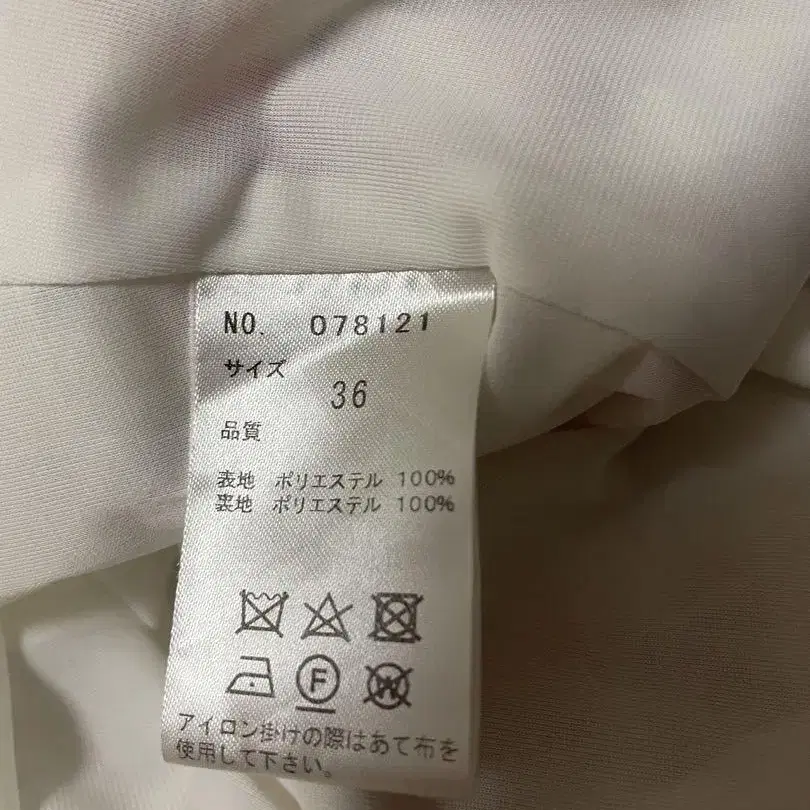 NO. 078121
サイズ
36
品質
表地 ポリエステル 100%
裏地 ポリエステル 100%
F
W
アイロン掛けの際はあて布を
使用して下さい。